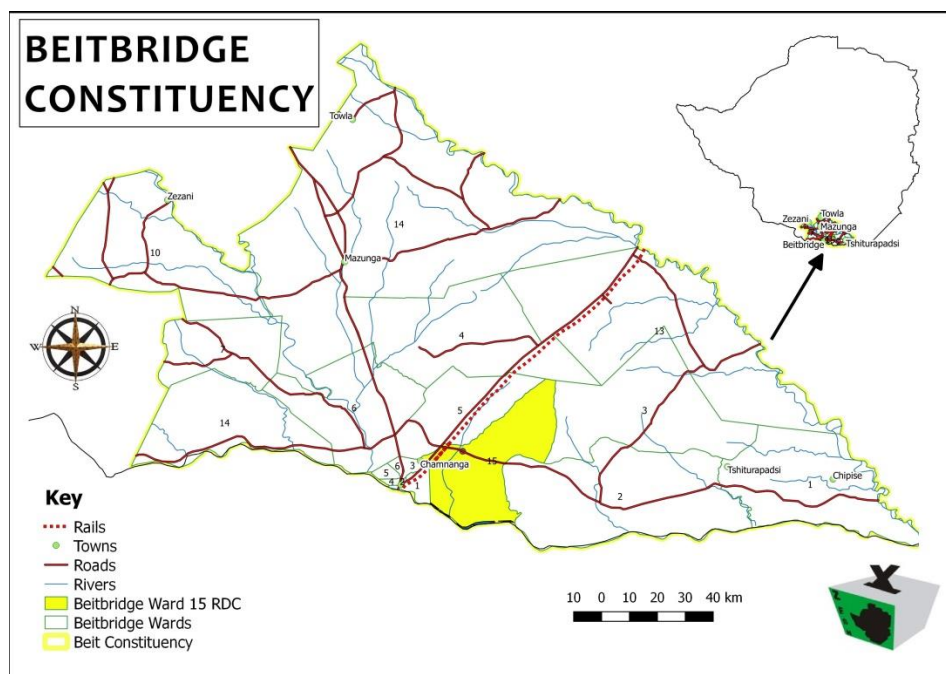 BEITBRIDGE
CONSTITUENCY
Towla
Zezani
14
10
Mazunga
Zezani
Towla
Mazunga
Beitbridge
Tshiturapadsi
N
W E
S
4
13
7
6
5
3
14
15
Chamnanga
5
6
3
4
1
2
Tshiturapadsi
Chipise
1
Key
Rails
Towns
Roads
Rivers
Beitbridge Ward 15 RDC
Beitbridge Wards
Beit Constituency
10 0 10 20 30 40 km
X
Z
E